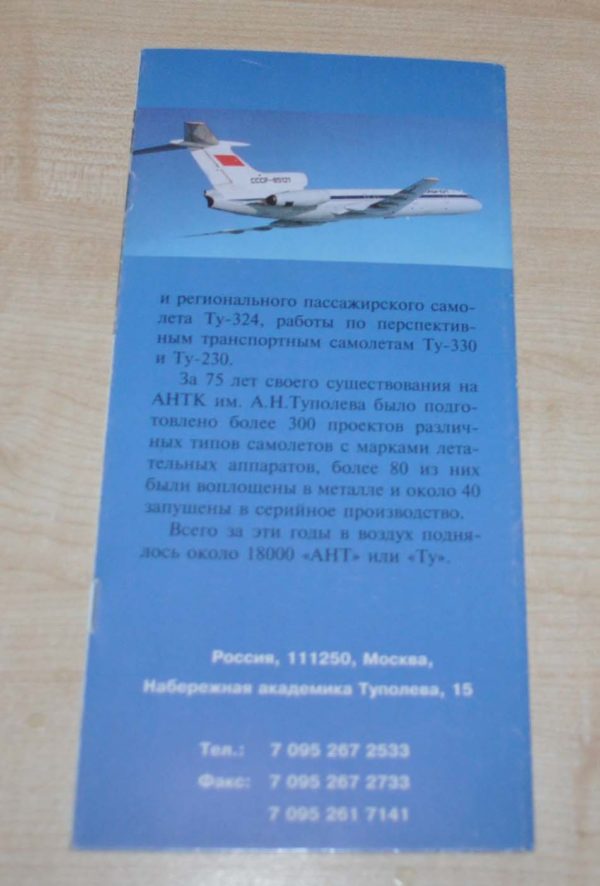 СССР-85131
и регионального пассажирского само-
лета Ту-324, работы по перспектив-
ным транспортным самолетам Ту-330
и Ту-230.
За 75 лет своего существования на
АНТК им. А.Н.Туполева было подго-
товлено более 300 проектов различ-
ных типов самолетов с марками лета-
тельных аппаратов, более 80 из них
были воплощены в металле и около 40
запущены в серийное производство.
Всего за эти годы в воздух подня-
лось около 18000 «АНТ» или «Ту».
Россия, 111250, Москва,
Набережная академика Туполева, 15
Тел.: 7 095 267 2533
Факс: 7 095 267 2733
7 095 261 7141